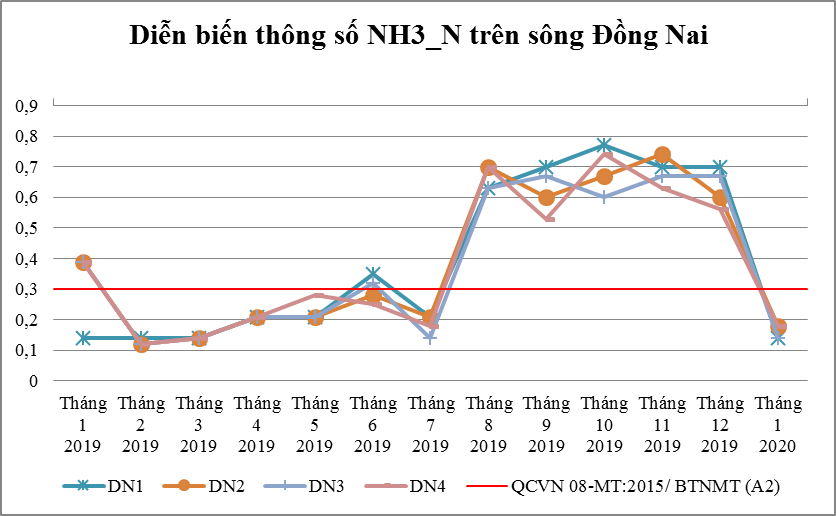 Diễn biến thông số NH3_N trên sông Đồng Nai
0,9
0,8
0,7
0,6
0,5
0,4
0,3
0,2
0,1
0
Tháng 1 2019
Tháng 2 2019
Tháng 3 2019
Tháng 4 2019
Tháng 5 2019
Tháng 6 2019
Tháng 7 2019
Tháng 8 2019
Tháng 9 2019
Tháng 10 2019
Tháng 11 2019
Tháng 12 2019
Tháng 1 2020
DN1 DN2 DN3 DN4 QCVN 08-MT:2015/ BTNMT (A2)